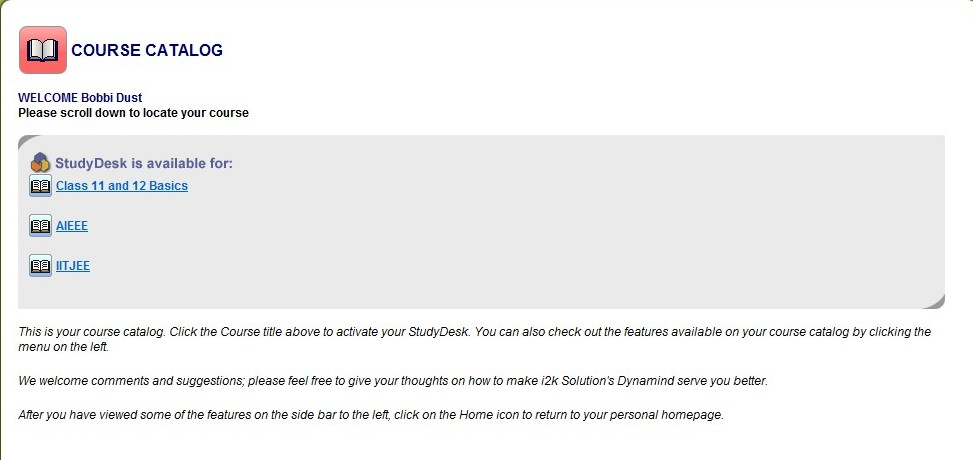 COURSE CATALOG
WELCOME Bobbi Dust
Please scroll down to locate your course
StudyDesk is available for:
Class 11 and 12 Basics
AIEEE
IITJEE
This is your course catalog. Click the Course title above to activate your StudyDesk. You can also check out the features available on your course catalog by clicking the
menu on the left.
We welcome comments and suggestions; please feel free to give your thoughts on how to make i2k Solution's Dynamind serve you better.
After you have viewed some of the features on the side bar to the left, click on the Home icon to return to your personal homepage.